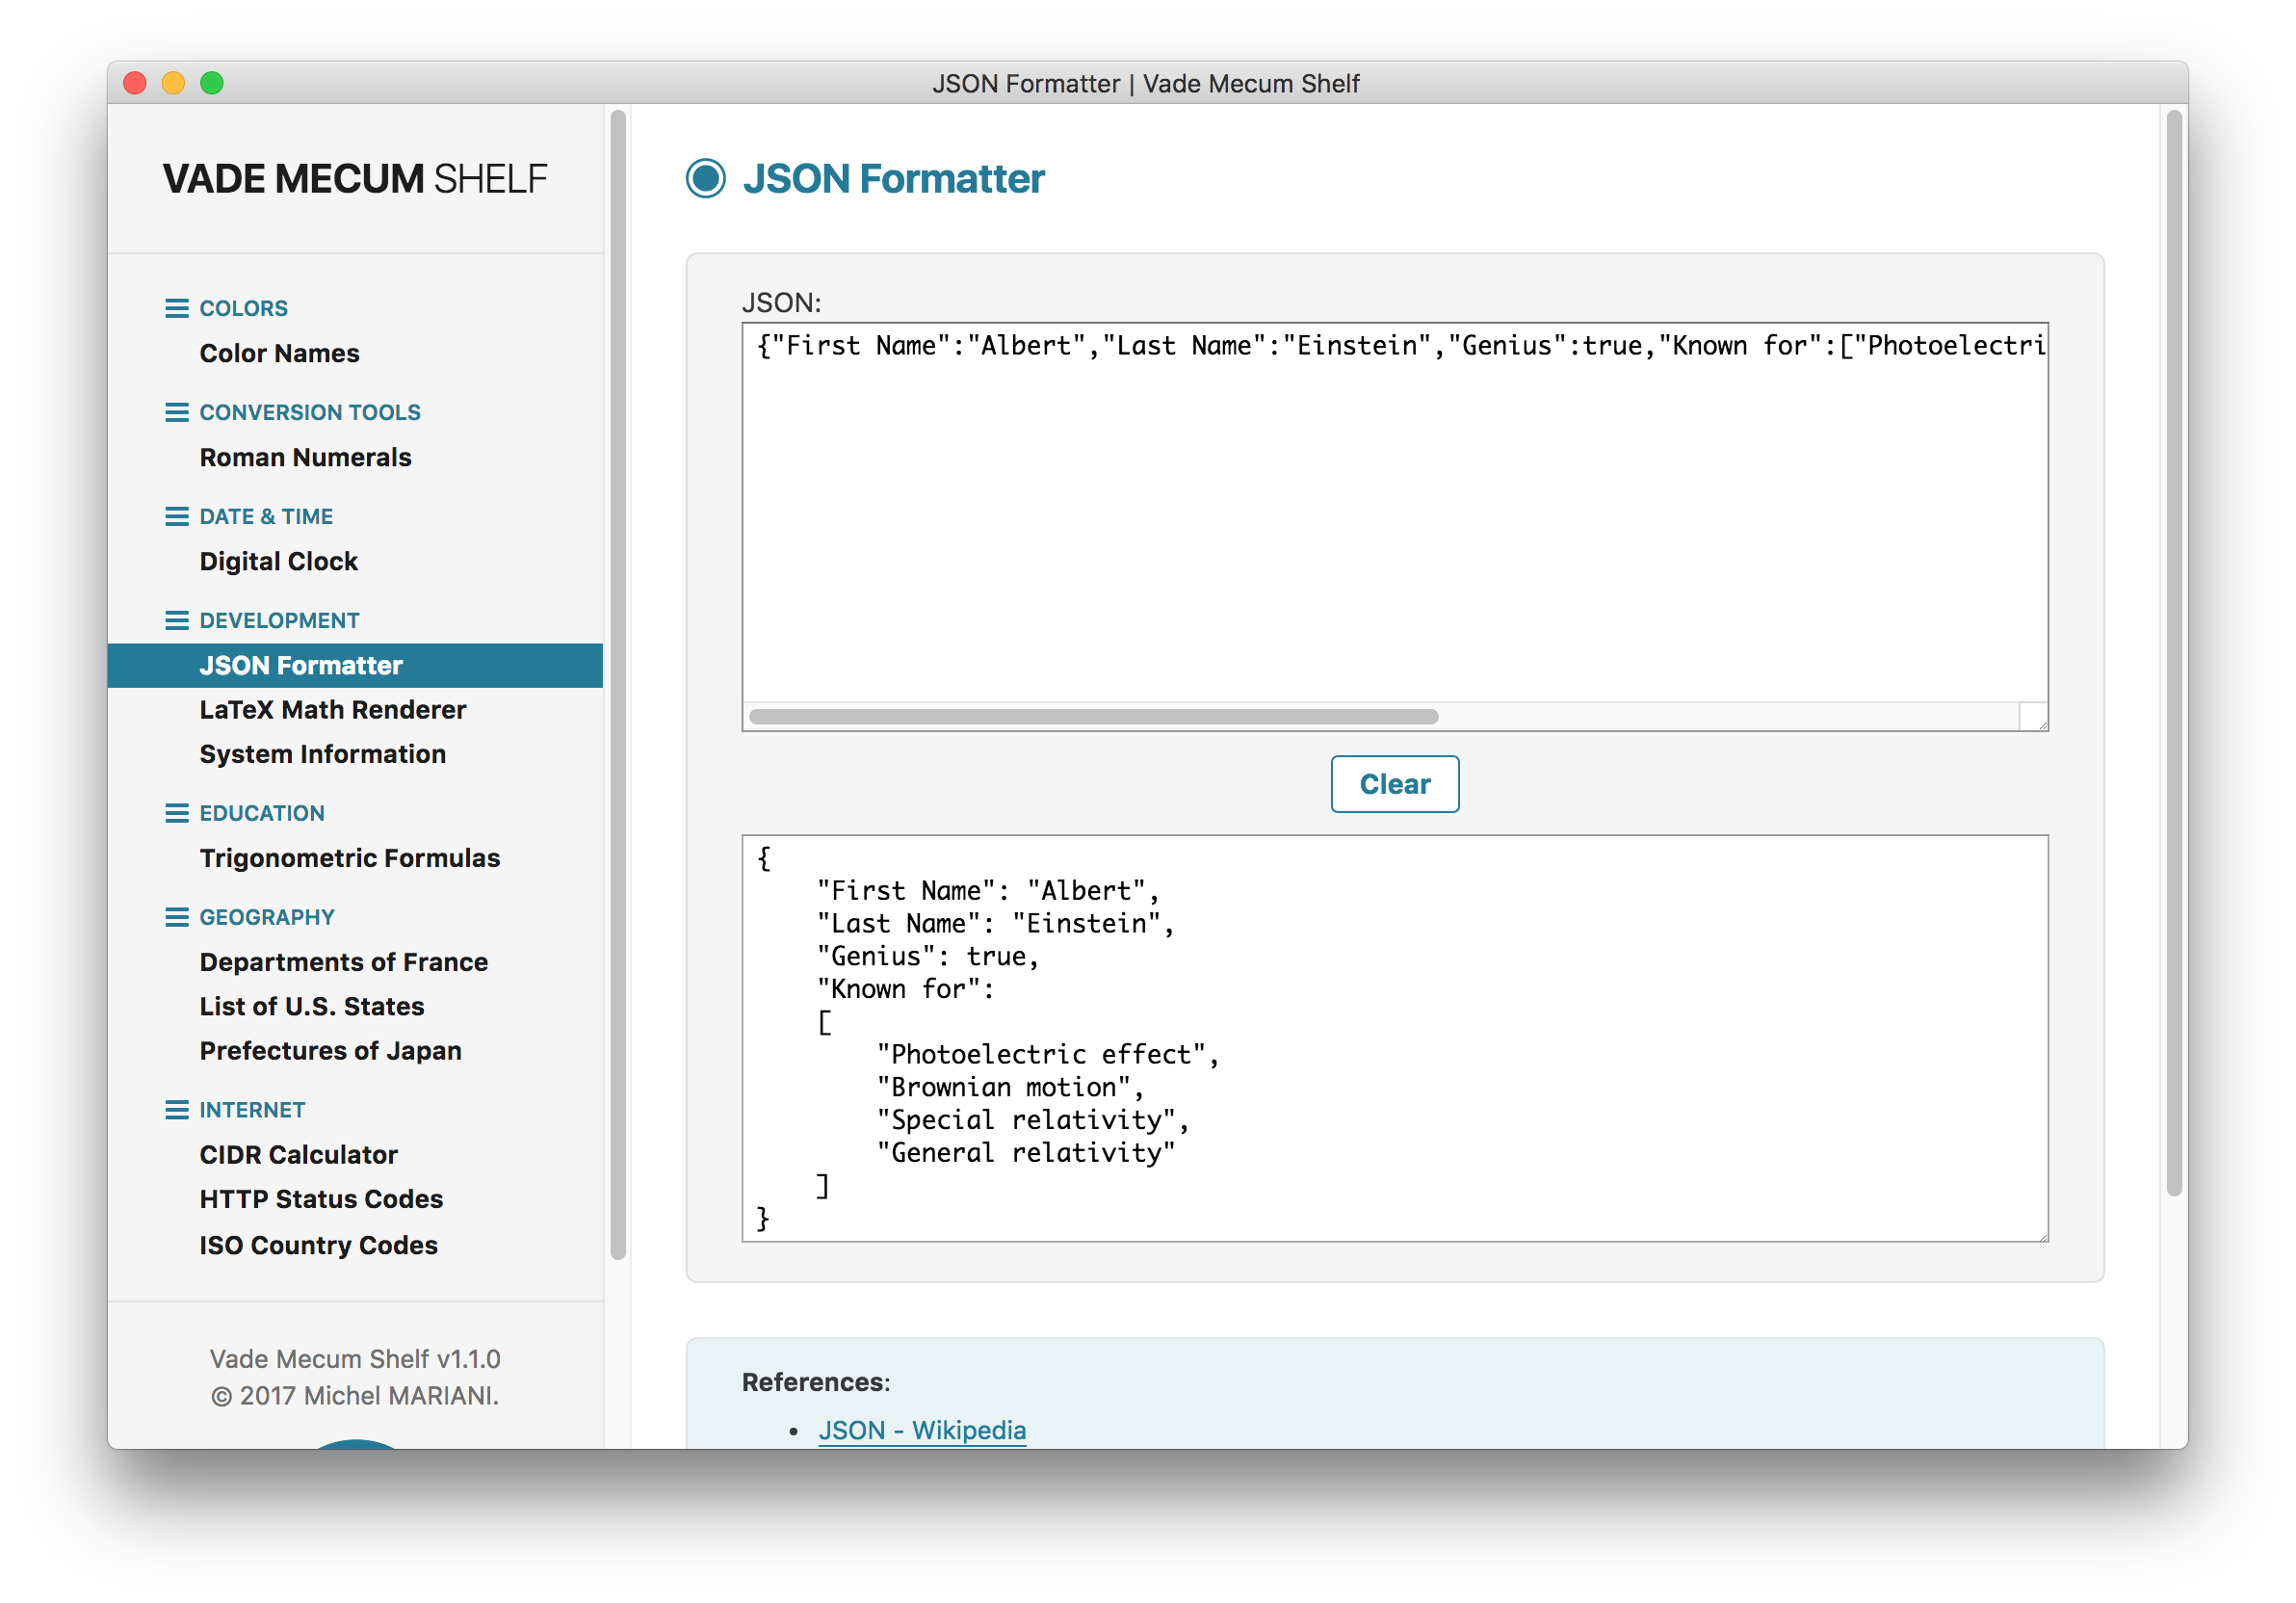 JSON Formatter | Vade Mecum Shelf
VADE MECUM SHELF
COLORS
Color Names
CONVERSION TOOLS
Roman Numerals
DATE & TIME
Digital Clock
DEVELOPMENT
JSON Formatter
LaTeX Math Renderer
System Information
EDUCATION
Trigonometric Formulas
GEOGRAPHY
Departments of France
List of U.S. States
Prefectures of Japan
INTERNET
CIDR Calculator
HTTP Status Codes
ISO Country Codes
Vade Mecum Shelf v1.1.0
© 2017 Michel MARIANI.
JSON Formatter
JSON:
{"First Name":"Albert","Last Name":"Einstein","Genius":true,"Known for":["Photoelectri
Clear
{
    "First Name": "Albert",
    "Last Name": "Einstein",
    "Genius": true,
    "Known for":
    [
        "Photoelectric effect",
        "Brownian motion",
        "Special relativity",
        "General relativity"
    ]
}
References:
• JSON - Wikipedia